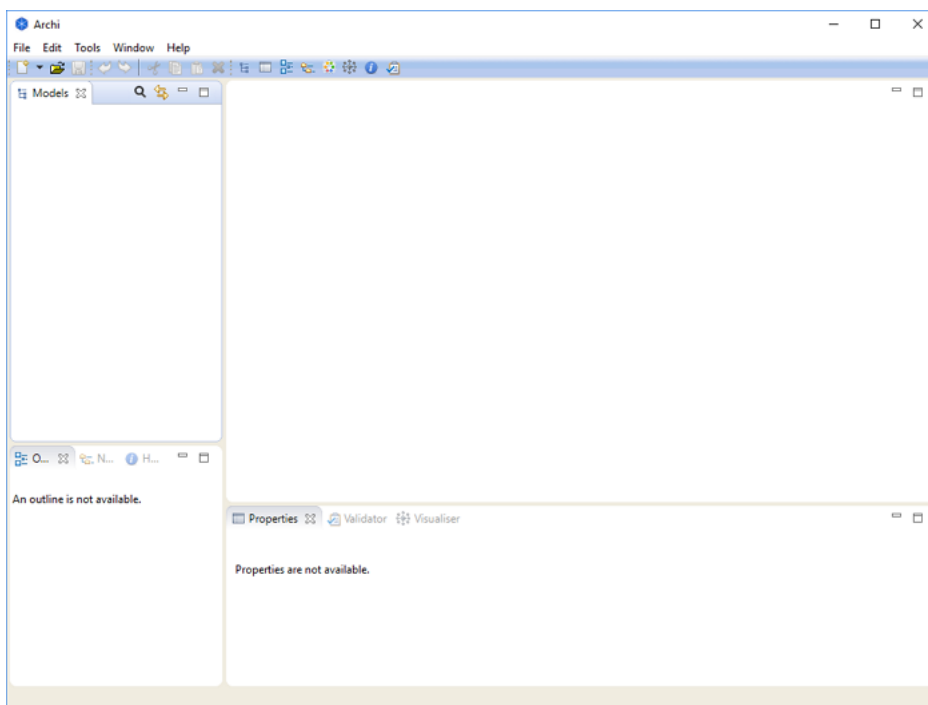 Archi
File Edit Tools Window Help
Models
O... N... H...
An outline is not available.
Properties Validator Visualiser
Properties are not available.